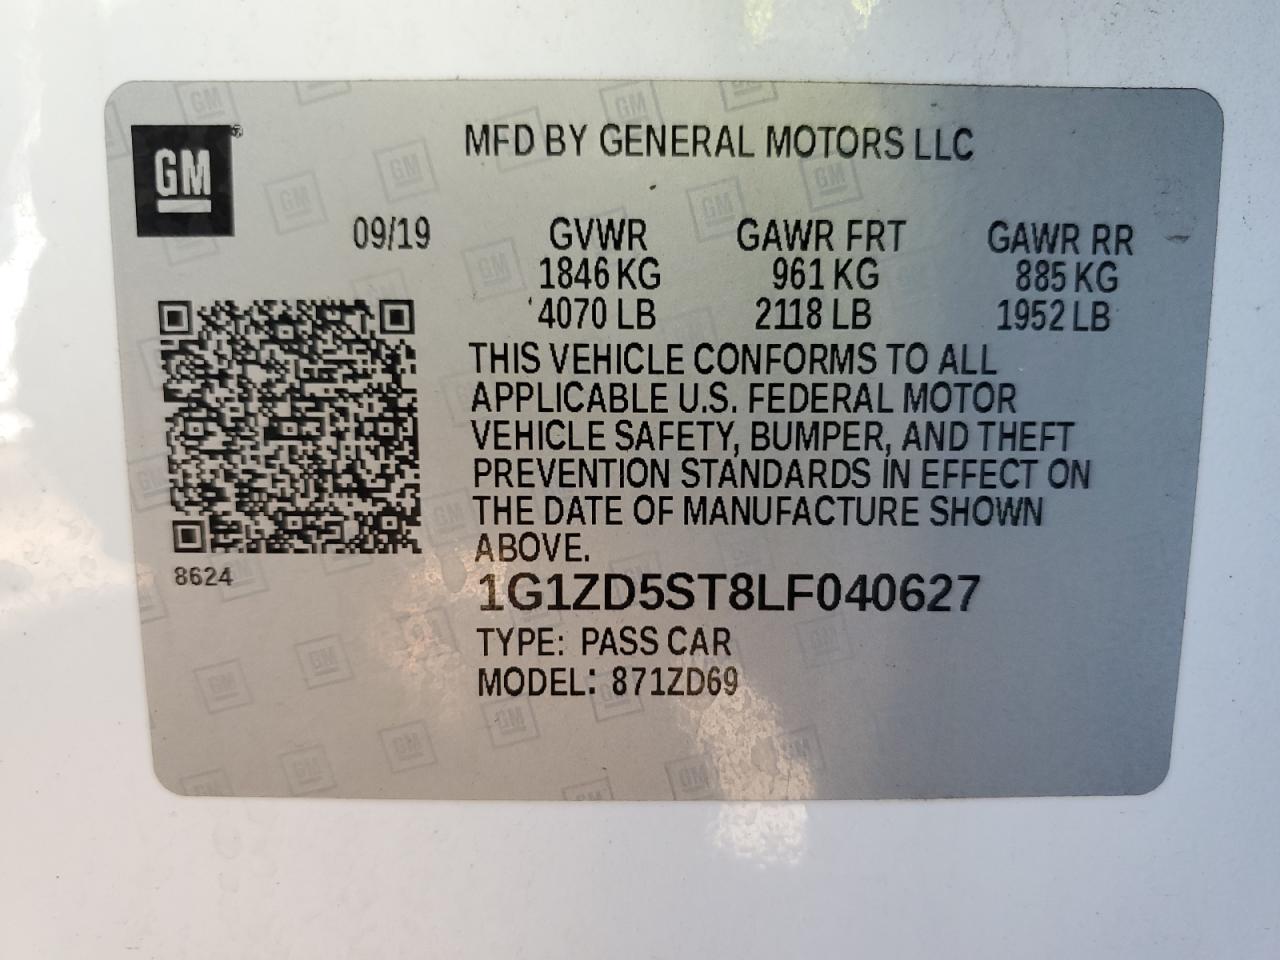 GM
MFD BY GENERAL MOTORS LLC
09/19 GVWR GAWR FRT GAWR RR
1846 KG 961 KG 885 KG
4070 LB 2118 LB 1952 LB
THIS VEHICLE CONFORMS TO ALL
APPLICABLE U.S. FEDERAL MOTOR
VEHICLE SAFETY, BUMPER, AND THEFT
PREVENTION STANDARDS IN EFFECT ON
THE DATE OF MANUFACTURE SHOWN
ABOVE.
8624
1G1ZD5ST8LF040627
TYPE: PASS CAR
MODEL: 871ZD69